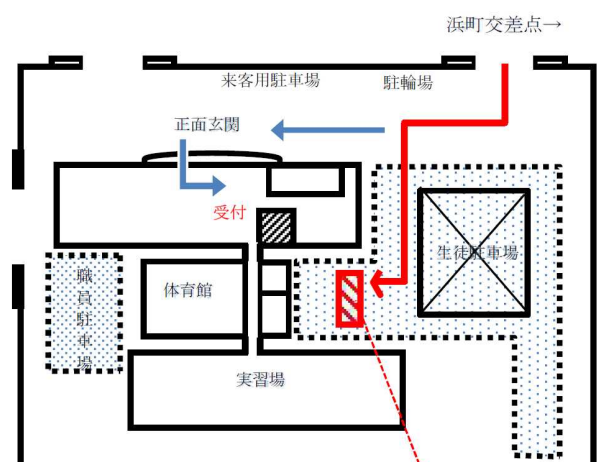 浜町交差点→
来客用駐車場
駐輪場
正面玄関
受付
生徒駐車場
職員駐車場
体育館
実習場